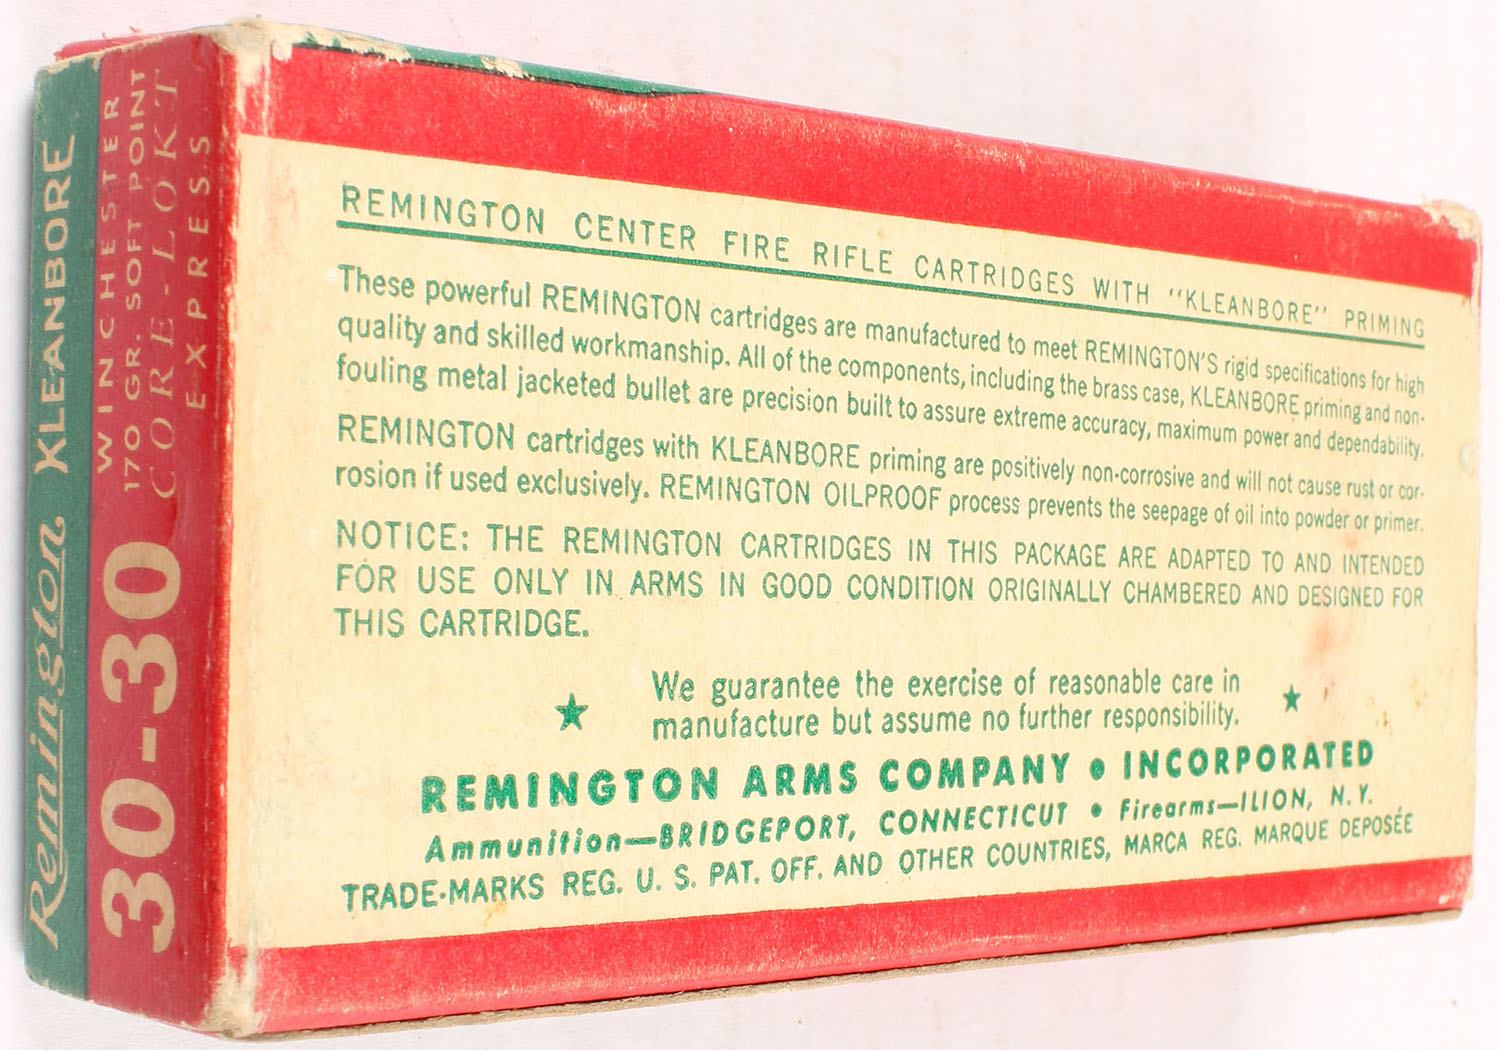 Remington KLEANBORE
30-30
WINCHESTER
170 GR. SOFT POINT
CORE-LOKT
EXPRESS
REMINGTON CENTER FIRE RIFLE CARTRIDGES WITH "KLEANBORE" PRIMING
These powerful REMINGTON cartridges are manufactured to meet REMINGTON'S rigid specifications for high
quality and skilled workmanship. All of the components, including the brass case, KLEANBORE priming and non-
fouling metal jacketed bullet are precision built to assure extreme accuracy, maximum power and dependability.
REMINGTON cartridges with KLEANBORE priming are positively non-corrosive and will not cause rust or cor-
rosion if used exclusively. REMINGTON OILPROOF process prevents the seepage of oil into powder or primer.
NOTICE: THE REMINGTON CARTRIDGES IN THIS PACKAGE ARE ADAPTED TO AND INTENDED
FOR USE ONLY IN ARMS IN GOOD CONDITION ORIGINALLY CHAMBERED AND DESIGNED FOR
THIS CARTRIDGE.
We guarantee the exercise of reasonable care in
manufacture but assume no further responsibility.
REMINGTON ARMS COMPANY • INCORPORATED
Ammunition—BRIDGEPORT, CONNECTICUT • Firearms—ILION, N. Y.
TRADE-MARKS REG. U. S. PAT. OFF. AND OTHER COUNTRIES, MARCA REG. MARQUE DEPOSÉE